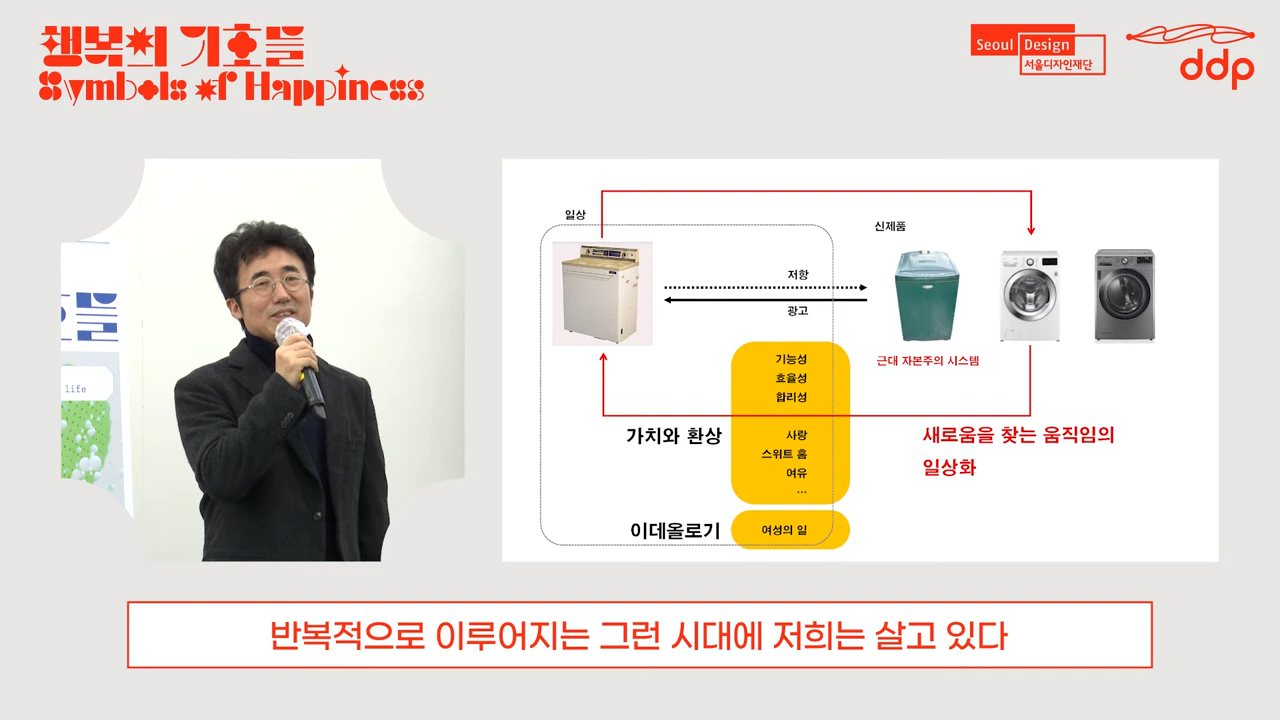 행복의 기호들
Symbols of Happiness
Seoul Design
서울디자인재단
ddp
호들
life
일상
신제품
저항
광고
근대 자본주의 시스템
기능성
효율성
합리성
가치와 환상
사랑
스위트 홈
여유
...
새로움을 찾는 움직임의
일상화
이데올로기
여성의 일
반복적으로 이루어지는 그런 시대에 저희는 살고 있다